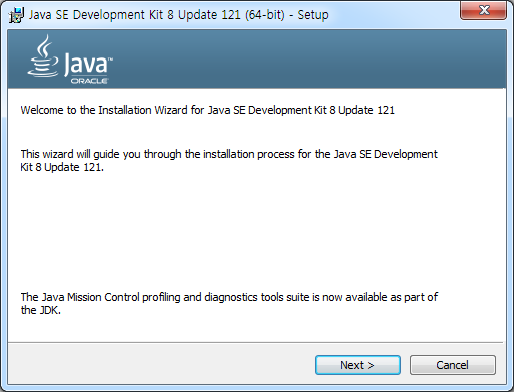 Java SE Development Kit 8 Update 121 (64-bit) - Setup
Java™
ORACLE
Welcome to the Installation Wizard for Java SE Development Kit 8 Update 121
This wizard will guide you through the installation process for the Java SE Development
Kit 8 Update 121.
The Java Mission Control profiling and diagnostics tools suite is now available as part of
the JDK.
Next >
Cancel